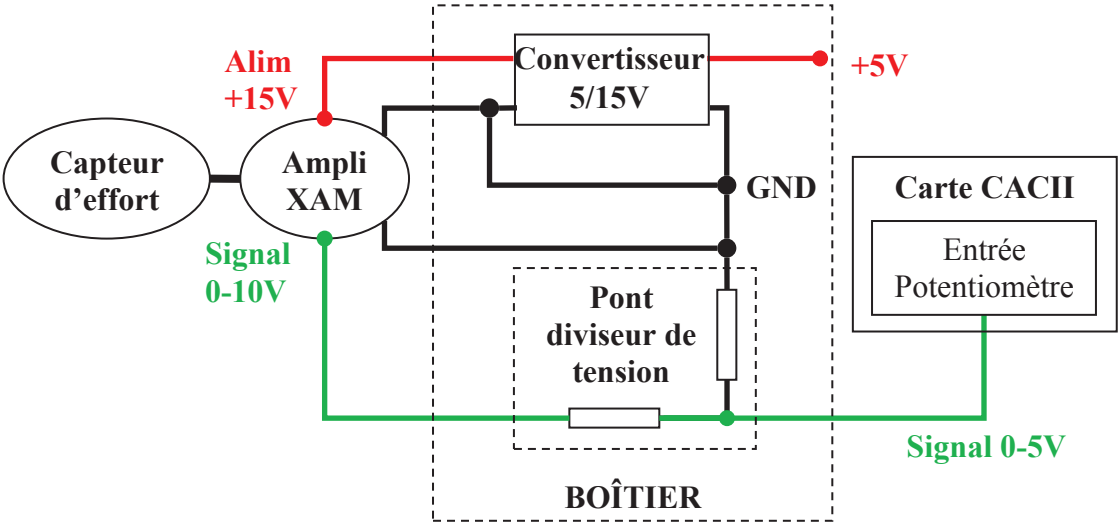 Alim
+15V
Convertisseur
5/15V
+5V
Capteur
d'effort
Ampli
XAM
GND
Carte CACII
Entrée
Potentiomètre
Signal
0-10V
Pont
diviseur de
tension
Signal 0-5V
BOÎTIER